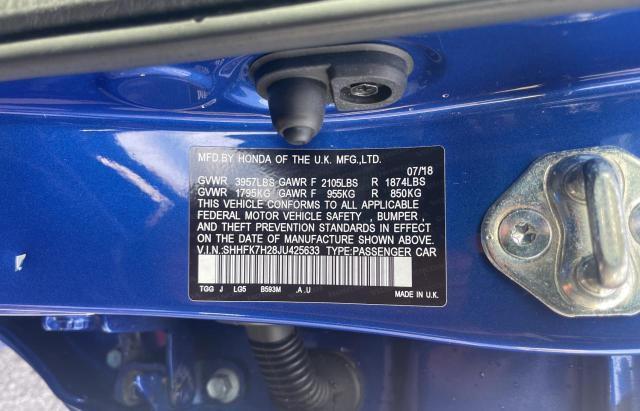 MFD.BY HONDA OF THE U.K. MFG.,LTD.
07/18
GVWR 3957LBS GAWR F 2105LBS R 1874LBS
GVWR 1795KG GAWR F 955KG R 850KG
THIS VEHICLE CONFORMS TO ALL APPLICABLE
FEDERAL MOTOR VEHICLE SAFETY , BUMPER ,
AND THEFT PREVENTION STANDARDS IN EFFECT
ON THE DATE OF MANUFACTURE SHOWN ABOVE.
V.I.N:SHHFK7H28JU425633 TYPE:PASSENGER CAR
TGG J LG5 B593M .A.U
MADE IN U.K.